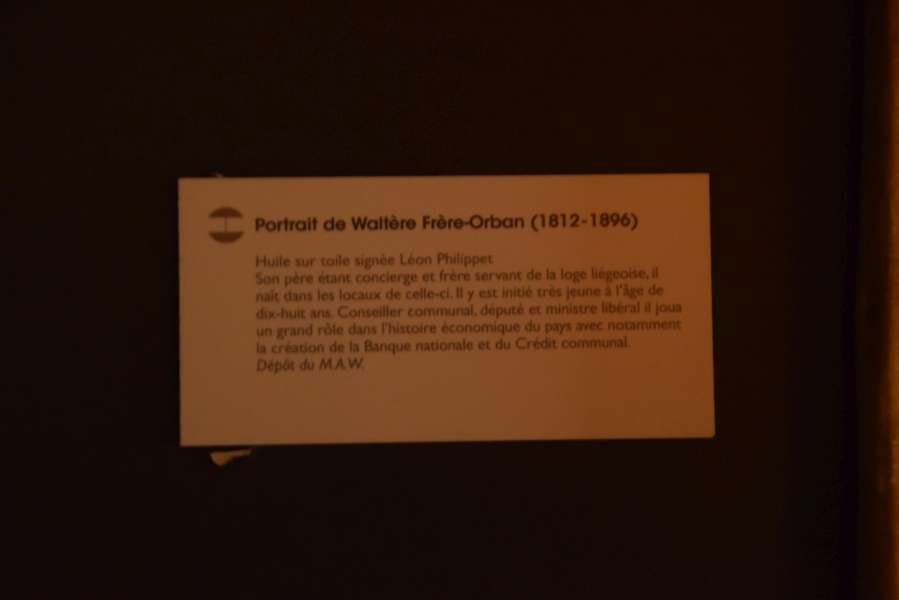 Portrait de Waltère Frère-Orban (1812-1896)
Huile sur toile signée Léon Philippet
Son père étant concierge et frère servant de la loge liégeoise, il
naît dans les locaux de celle-ci. Il y est initié très jeune à l'âge de
dix-huit ans. Conseiller communal, député et ministre libéral il joua
un grand rôle dans l'histoire économique du pays avec notamment
la création de la Banque nationale et du Crédit communal.
Dépôt du M.A.W.